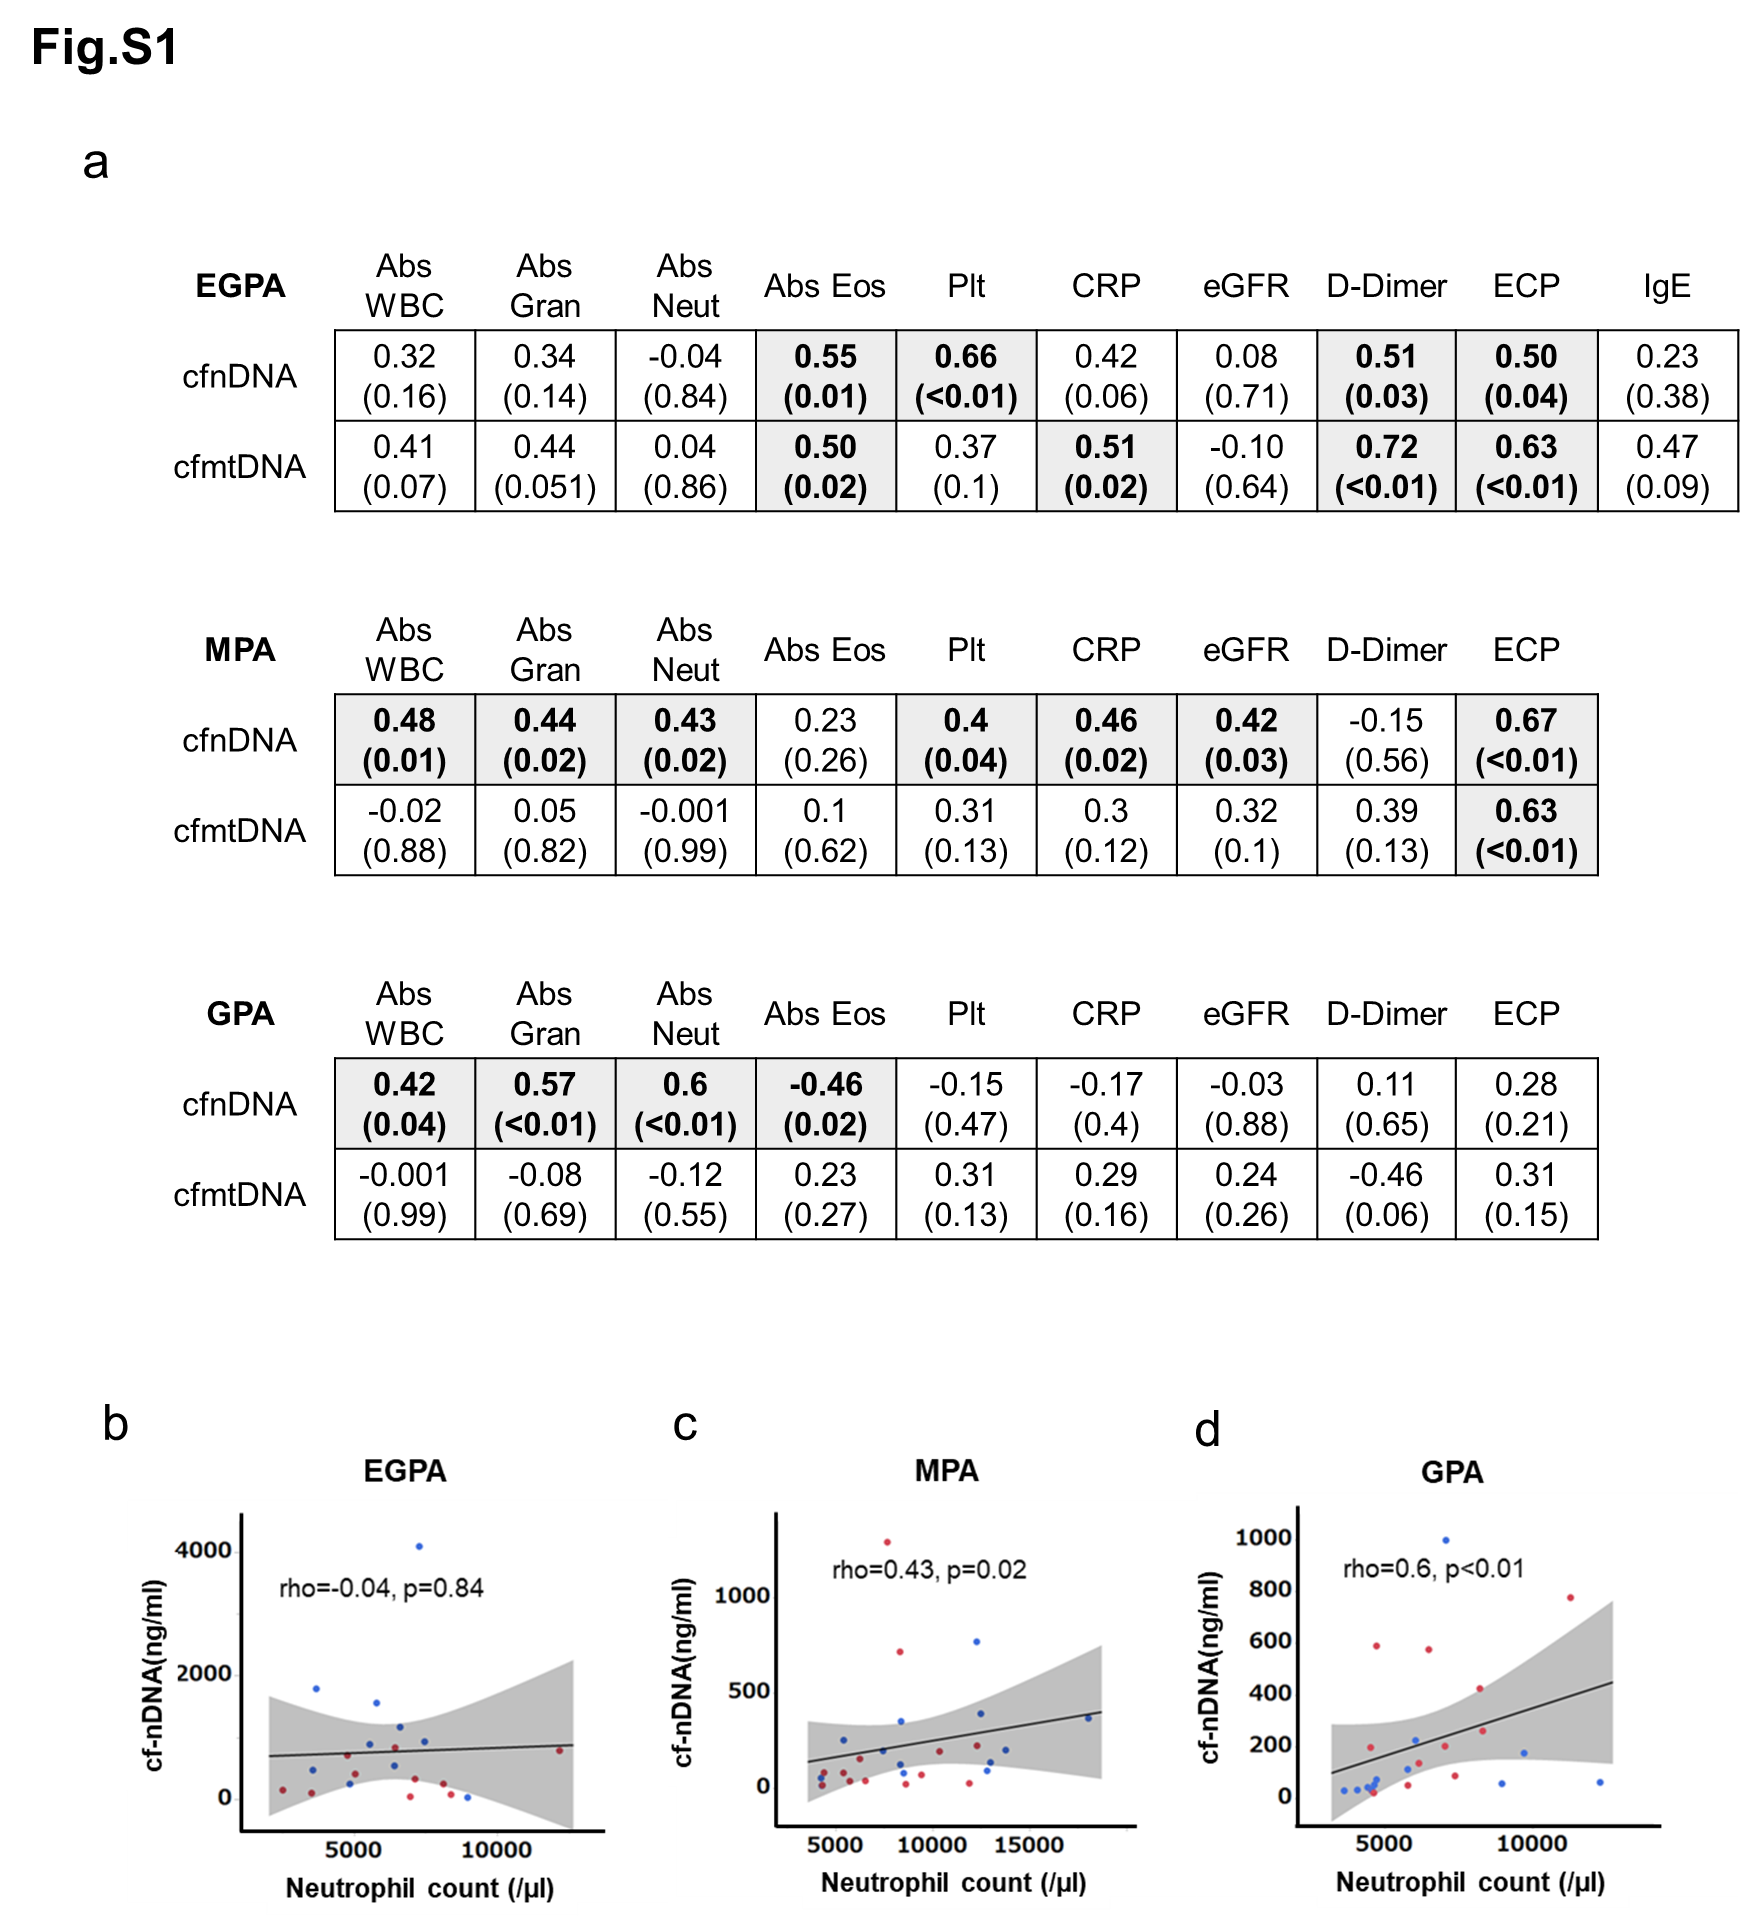 Fig.S1
a
EGPA Abs WBC Abs Gran Abs Neut Abs Eos Plt CRP eGFR D-Dimer ECP IgE
cfnDNA 0.32 0.34 -0.04 0.55 0.66 0.42 0.08 0.51 0.50 0.23
(0.16) (0.14) (0.84) (0.01) (<0.01) (0.06) (0.71) (0.03) (0.04) (0.38)
cfmtDNA 0.41 0.44 0.04 0.50 0.37 0.51 -0.10 0.72 0.63 0.47
(0.07) (0.051) (0.86) (0.02) (0.1) (0.02) (0.64) (<0.01) (<0.01) (0.09)
MPA Abs WBC Abs Gran Abs Neut Abs Eos Plt CRP eGFR D-Dimer ECP
cfnDNA 0.48 0.44 0.43 0.23 0.4 0.46 0.42 -0.15 0.67
(0.01) (0.02) (0.02) (0.26) (0.04) (0.02) (0.03) (0.56) (<0.01)
cfmtDNA -0.02 0.05 -0.001 0.1 0.31 0.3 0.32 0.39 0.63
(0.88) (0.82) (0.99) (0.62) (0.13) (0.12) (0.1) (0.13) (<0.01)
GPA Abs WBC Abs Gran Abs Neut Abs Eos Plt CRP eGFR D-Dimer ECP
cfnDNA 0.42 0.57 0.6 -0.46 -0.15 -0.17 -0.03 0.11 0.28
(0.04) (<0.01) (<0.01) (0.02) (0.47) (0.4) (0.88) (0.65) (0.21)
cfmtDNA -0.001 -0.08 -0.12 0.23 0.31 0.29 0.24 -0.46 0.31
(0.99) (0.69) (0.55) (0.27) (0.13) (0.16) (0.26) (0.06) (0.15)
b
EGPA
cf-nDNA(ng/ml)
4000
2000
0
rho=-0.04, p=0.84
5000 10000
Neutrophil count (/μl)
c
MPA
cf-nDNA(ng/ml)
1000
500
0
rho=0.43, p=0.02
5000 10000 15000
Neutrophil count (/μl)
d
GPA
cf-nDNA(ng/ml)
1000
800
600
400
200
0
rho=0.6, p<0.01
5000 10000
Neutrophil count (/μl)